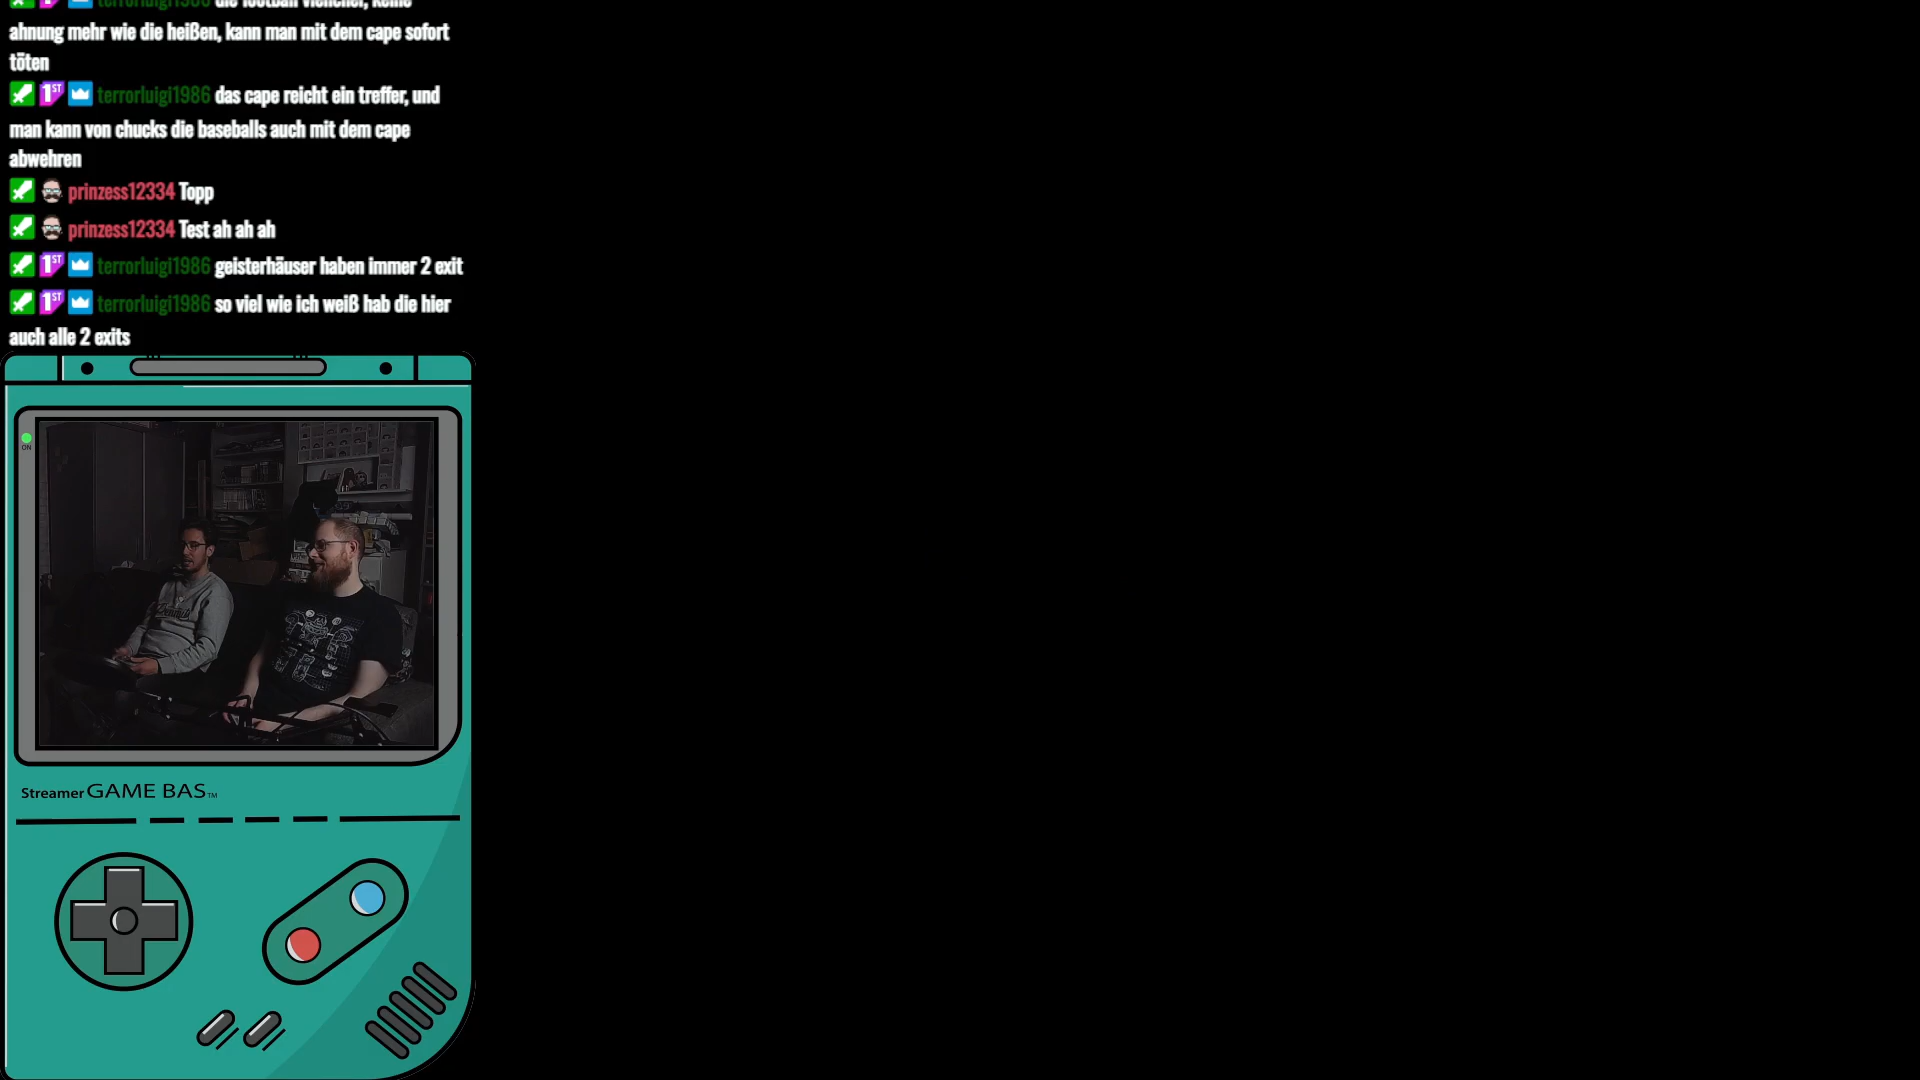 ahnung mehr wie die heißen, kann man mit dem cape sofort
töten
1ST terrorluigi1986 das cape reicht ein treffer, und
man kann von chucks die baseballs auch mit dem cape
abwehren
prinzess12334 Topp
prinzess12334 Test ah ah ah
1ST terrorluigi1986 geisterhäuser haben immer 2 exit
1ST terrorluigi1986 so viel wie ich weiß hab die hier
auch alle 2 exits
ON
Streamer GAME BAS TM